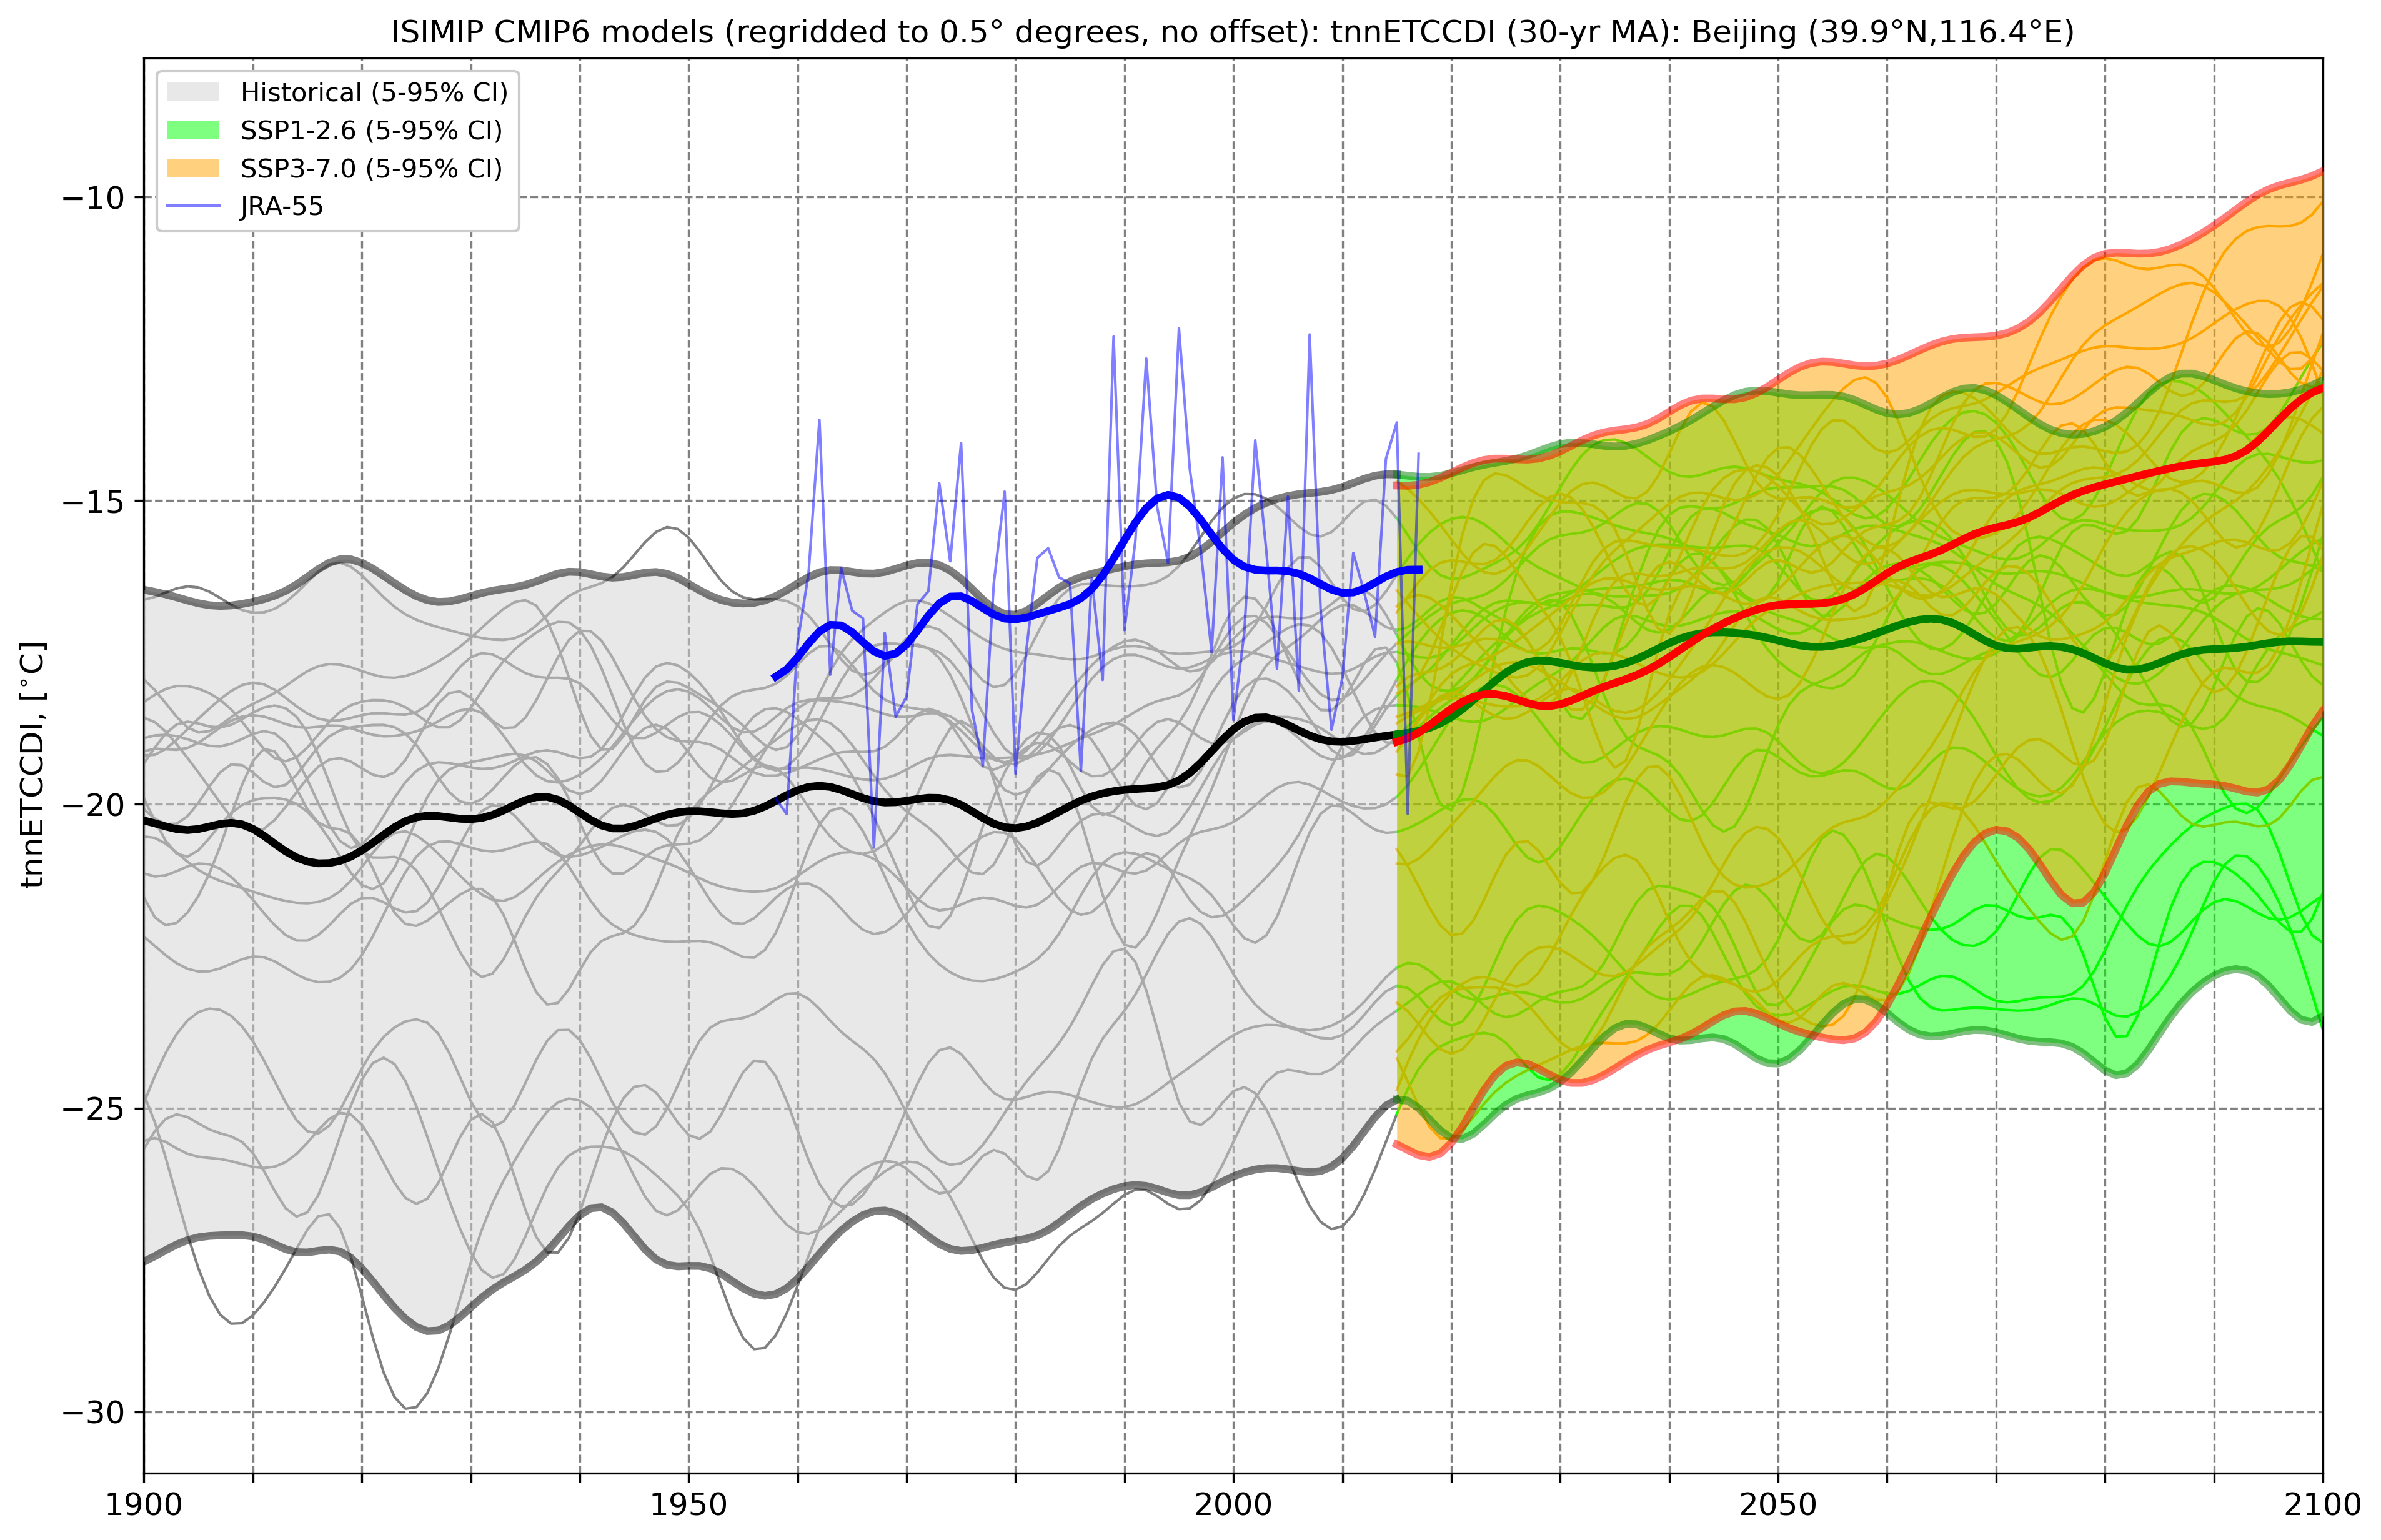 ISIMIP CMIP6 models (regridded to 0.5° degrees, no offset): tnnETCCDI (30-yr MA): Beijing (39.9°N,116.4°E)
Historical (5-95% CI)
SSP1-2.6 (5-95% CI)
SSP3-7.0 (5-95% CI)
JRA-55
−10
−15
−20
−25
−30
tnnETCCDI, [°C]
1900
1950
2000
2050
2100